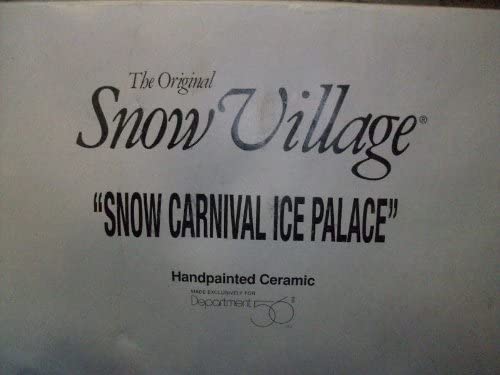 The Original
Snow Village®
"SNOW CARNIVAL ICE PALACE"
Handpainted Ceramic
MADE EXCLUSIVELY FOR
Department 56